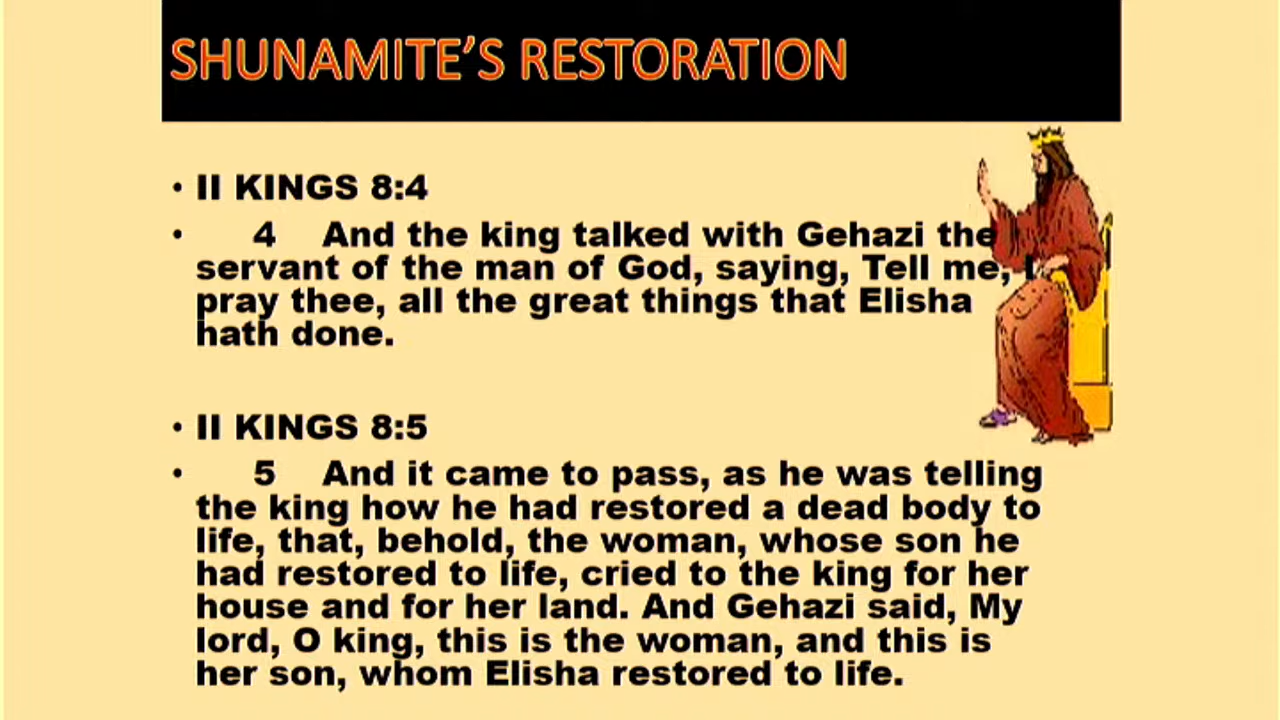 SHUNAMITE'S RESTORATION
• II KINGS 8:4
• 4 And the king talked with Gehazi the
servant of the man of God, saying, Tell me, I
pray thee, all the great things that Elisha
hath done.
• II KINGS 8:5
• 5 And it came to pass, as he was telling
the king how he had restored a dead body to
life, that, behold, the woman, whose son he
had restored to life, cried to the king for her
house and for her land. And Gehazi said, My
lord, O king, this is the woman, and this is
her son, whom Elisha restored to life.